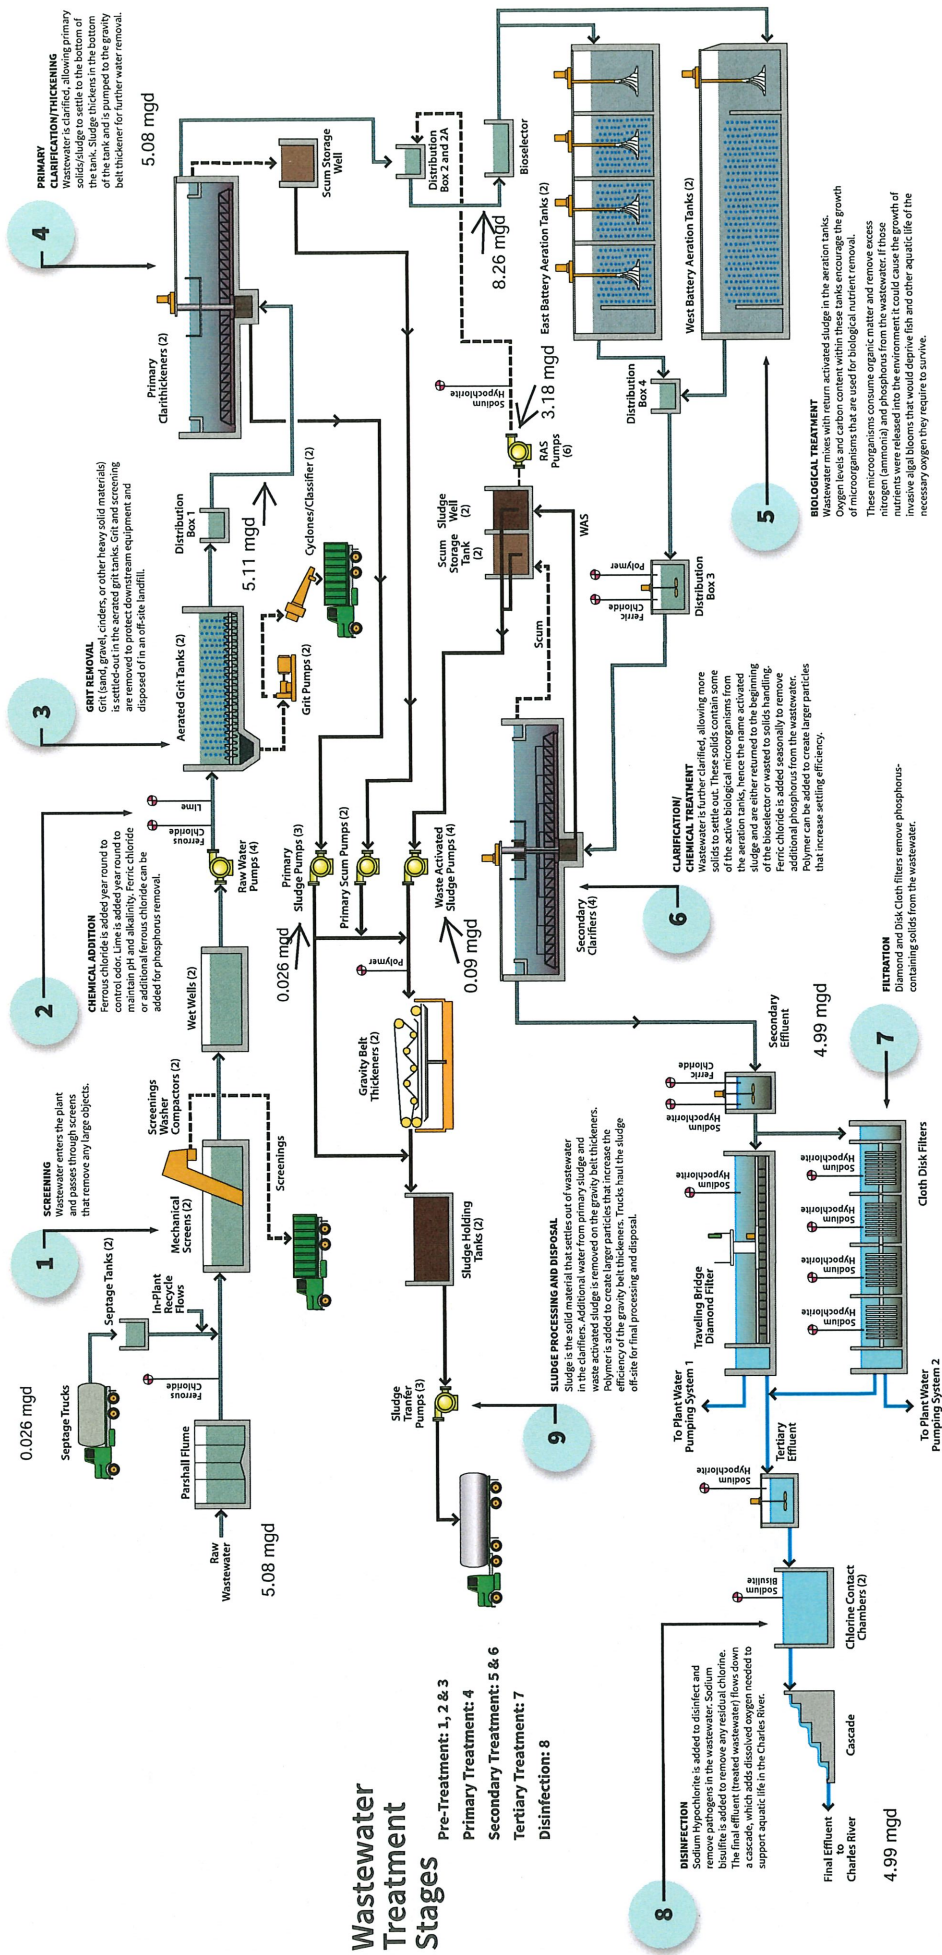 Wastewater
Treatment
Stages
Pre-Treatment: 1, 2 & 3
Primary Treatment: 4
Secondary Treatment: 5 & 6
Tertiary Treatment: 7
Disinfection: 8
1
SCREENING
Wastewater enters the plant
and passes through screens
that remove any large objects.
2
CHEMICAL ADDITION
Ferrous chloride is added year round to
control odor. Lime is added year round to
maintain pH and alkalinity. Ferric chloride
or additional ferrous chloride can be
added for phosphorus removal.
3
GRIT REMOVAL
Grit (sand, gravel, cinders, or other heavy solid materials)
is settled-out in the aerated grit tanks. Grit and screening
are removed to protect downstream equipment and
disposed of in an off-site landfill.
4
PRIMARY
CLARIFICATION/THICKENING
Wastewater is clarified, allowing primary
solids/sludge to settle to the bottom of
the tank. Sludge thickens in the bottom
of the tank and is pumped to the gravity
belt thickener for further water removal.
0.026 mgd
Septage Trucks
Septage Tanks (2)
In-Plant
Recycle
Flows
Ferrous
Chloride
Parshall Flume
Raw
Wastewater
5.08 mgd
Mechanical
Screens (2)
Screenings
Washer
Compactors (2)
Screenings
Wet Wells (2)
Raw Water
Pumps (4)
Ferrous
Chloride
Lime
Aerated Grit Tanks (2)
Grit Pumps (2)
Cyclones/Classifier (2)
Distribution
Box 1
5.11 mgd
Primary
Clarithickeners (2)
5.08 mgd
Scum Storage
Well
Primary
Sludge Pumps (3)
0.026 mgd
Primary Scum Pumps (2)
Waste Activated
Sludge Pumps (4)
0.09 mgd
Polymer
Gravity Belt
Thickeners (2)
Sludge Holding
Tanks (2)
Sludge
Tranfer
Pumps (3)
9
SLUDGE PROCESSING AND DISPOSAL
Sludge is the solid material that settles out of wastewater
in the clarifiers. Additional water from primary sludge and
waste activated sludge is removed on the gravity belt thickeners.
Polymer is added to create larger particles that increase the
efficiency of the gravity belt thickeners. Trucks haul the sludge
off-site for final processing and disposal.
Distribution
Box 2 and 2A
8.26 mgd
Bioselector
Sodium
Hypochlorite
3.18 mgd
RAS
Pumps
(6)
Sludge
Well
(2)
Scum
Storage
Tank
(2)
WAS
Scum
East Battery Aeration Tanks (2)
West Battery Aeration Tanks (2)
Distribution
Box 4
Distribution
Box 3
Ferric
Chloride
Polymer
5
BIOLOGICAL TREATMENT
Wastewater mixes with return activated sludge in the aeration tanks.
Oxygen levels and carbon content within these tanks encourage the growth
of microorganisms that are used for biological nutrient removal.
These microorganisms consume organic matter and remove excess
nitrogen (ammonia) and phosphorus from the wastewater. If those
nutrients were released into the environment it could cause the growth of
invasive algal blooms that would deprive fish and other aquatic life of the
necessary oxygen they require to survive.
Secondary
Clarifiers (4)
6
CLARIFICATION/
CHEMICAL TREATMENT
Wastewater is further clarified, allowing more
solids to settle out. These solids contain some
of the active biological microorganisms from
the aeration tanks, hence the name activated
sludge and are either returned to the beginning
of the bioselector or wasted to solids handling.
Ferric chloride is added seasonally to remove
additional phosphorus from the wastewater.
Polymer can be added to create larger particles
that increase settling efficiency.
Secondary
Effluent
4.99 mgd
Sodium
Hypochlorite
Ferric
Chloride
7
FILTRATION
Diamond and Disk Cloth filters remove phosphorus-
containing solids from the wastewater.
Traveling Bridge
Diamond Filter
Sodium
Hypochlorite
Cloth Disk Filters
Sodium
Hypochlorite
Sodium
Hypochlorite
Sodium
Hypochlorite
Sodium
Hypochlorite
To Plant Water
Pumping System 1
To Plant Water
Pumping System 2
Tertiary
Effluent
Sodium
Hypochlorite
Sodium
Bisulfite
Chlorine Contact
Chambers (2)
8
DISINFECTION
Sodium Hypochlorite is added to disinfect and
remove pathogens in the wastewater. Sodium
bisulfite is added to remove any residual chlorine.
The final effluent (treated wastewater) flows down
a cascade, which adds dissolved oxygen needed to
support aquatic life in the Charles River.
Cascade
Final Effluent
to
Charles River
4.99 mgd